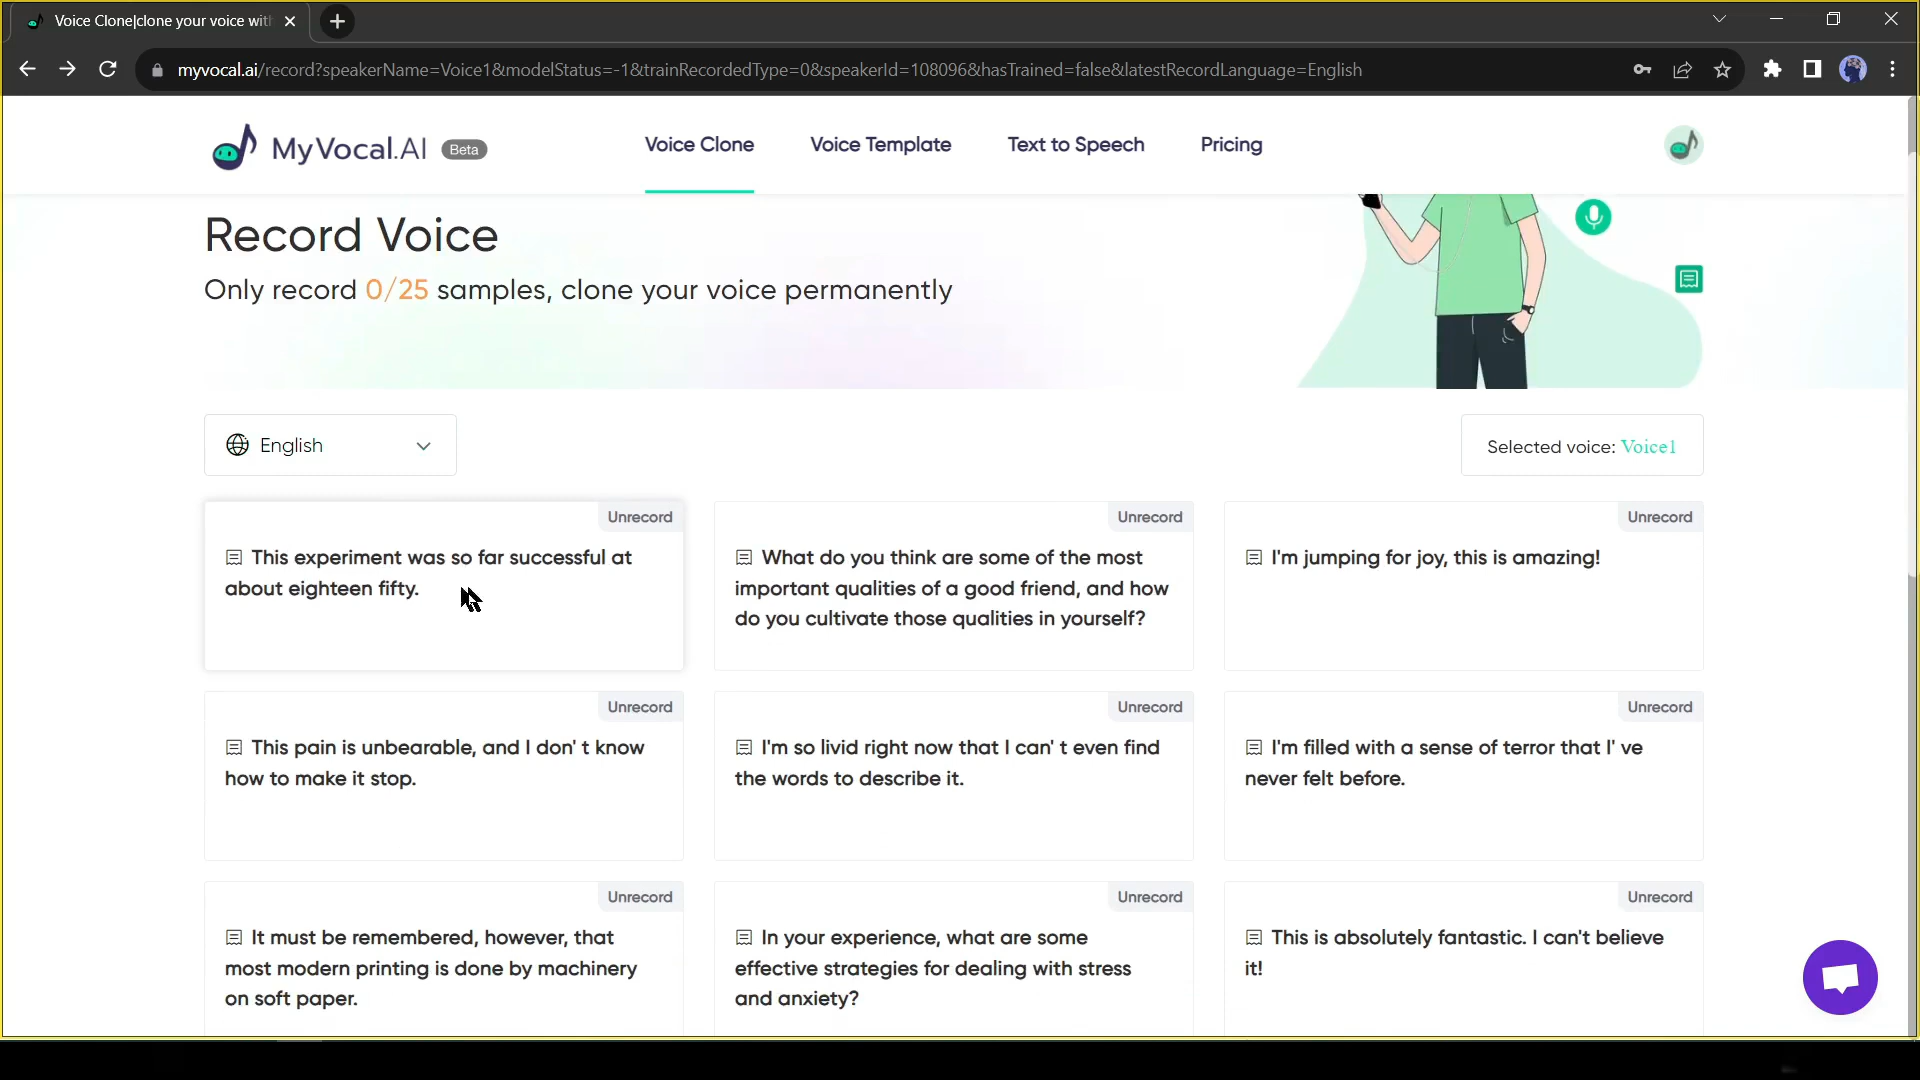 Voice Clone|clone your voice with
myvocal.ai/record?speakerName=Voice1&modelStatus=-1&trainRecordedType=0&speakerId=108096&hasTrained=false&latestRecordLanguage=English
MyVocal.AI Beta
Voice Clone Voice Template Text to Speech Pricing
Record Voice
Only record 0/25 samples, clone your voice permanently
English
Selected voice: Voice1
Unrecord
This experiment was so far successful at
about eighteen fifty.
Unrecord
What do you think are some of the most
important qualities of a good friend, and how
do you cultivate those qualities in yourself?
Unrecord
I'm jumping for joy, this is amazing!
Unrecord
This pain is unbearable, and I don' t know
how to make it stop.
Unrecord
I'm so livid right now that I can' t even find
the words to describe it.
Unrecord
I'm filled with a sense of terror that I' ve
never felt before.
Unrecord
It must be remembered, however, that
most modern printing is done by machinery
on soft paper.
Unrecord
In your experience, what are some
effective strategies for dealing with stress
and anxiety?
Unrecord
This is absolutely fantastic. I can't believe
it!